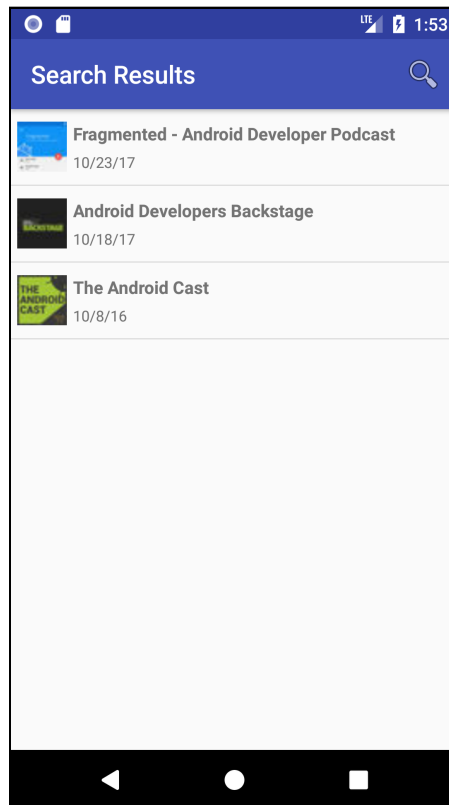 LTE 1:53
Search Results
Fragmented - Android Developer Podcast
10/23/17
BACKSTAGE
Android Developers Backstage
10/18/17
THE
ANDROID
CAST
The Android Cast
10/8/16